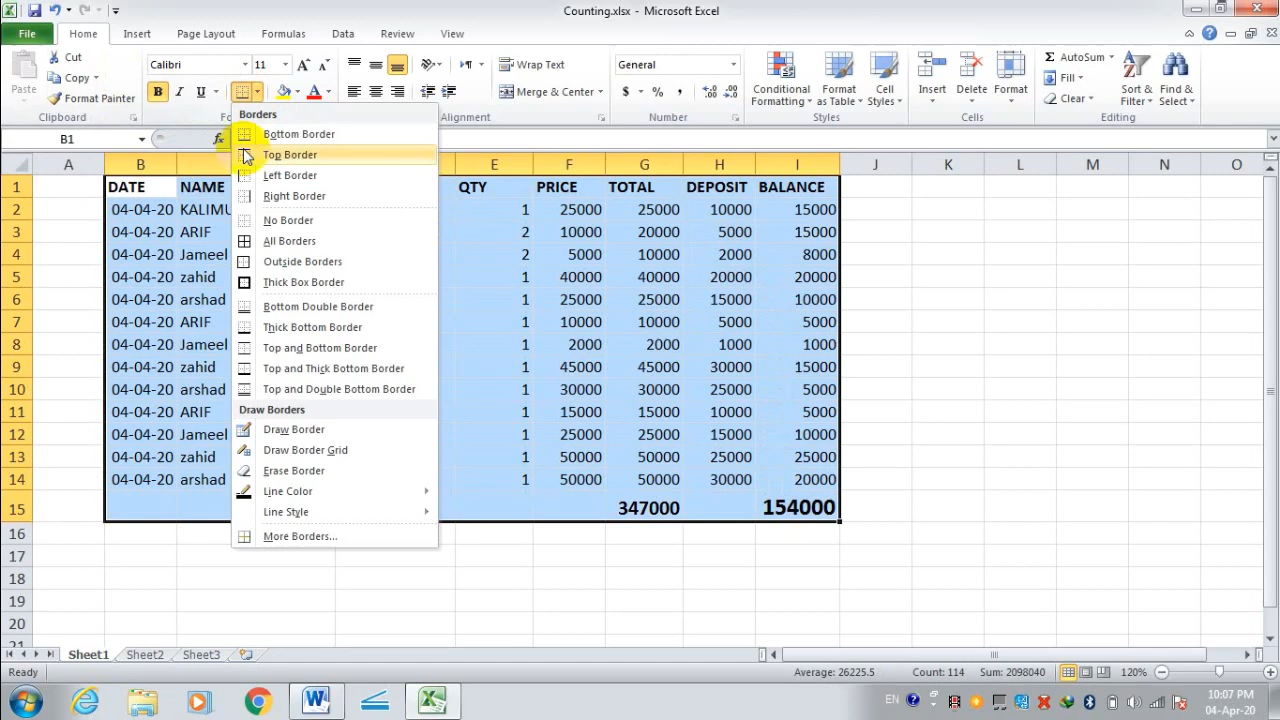 Counting.xlsx - Microsoft Excel
File Home Insert Page Layout Formulas Data Review View
Paste
Cut
Copy
Format Painter
Clipboard
Calibri 11
B I U
Wrap Text
Merge & Center
Alignment
General
$ % ,
Number
Conditional Formatting
Format as Table
Cell Styles
Styles
Insert Delete Format
Cells
AutoSum
Fill
Clear
Sort & Filter
Find & Select
Editing
B1 fx
Borders
Bottom Border
Top Border
Left Border
Right Border
No Border
All Borders
Outside Borders
Thick Box Border
Bottom Double Border
Thick Bottom Border
Top and Bottom Border
Top and Thick Bottom Border
Top and Double Bottom Border
Draw Borders
Draw Border
Draw Border Grid
Erase Border
Line Color
Line Style
More Borders...
A B E F G H I J K L M N O
1 DATE NAME QTY PRICE TOTAL DEPOSIT BALANCE
2 04-04-20 1 25000 25000 10000 15000
3 04-04-20 ARIF 2 10000 20000 5000 15000
4 04-04-20 Jameel 2 5000 10000 2000 8000
5 04-04-20 zahid 1 40000 40000 20000 20000
6 04-04-20 arshad 1 25000 25000 15000 10000
7 04-04-20 ARIF 1 10000 10000 5000 5000
8 04-04-20 Jameel 1 2000 2000 1000 1000
9 04-04-20 zahid 1 45000 45000 30000 15000
10 04-04-20 arshad 1 30000 30000 25000 5000
11 04-04-20 ARIF 1 15000 15000 10000 5000
12 04-04-20 Jameel 1 25000 25000 15000 10000
13 04-04-20 zahid 1 50000 50000 25000 25000
14 04-04-20 arshad 1 50000 50000 30000 20000
15 347000 154000
16
17
18
19
20
21
Sheet1 Sheet2 Sheet3
Ready Average: 26225.5 Count: 114 Sum: 2098040 120%
EN 10:07 PM
04-Apr-20